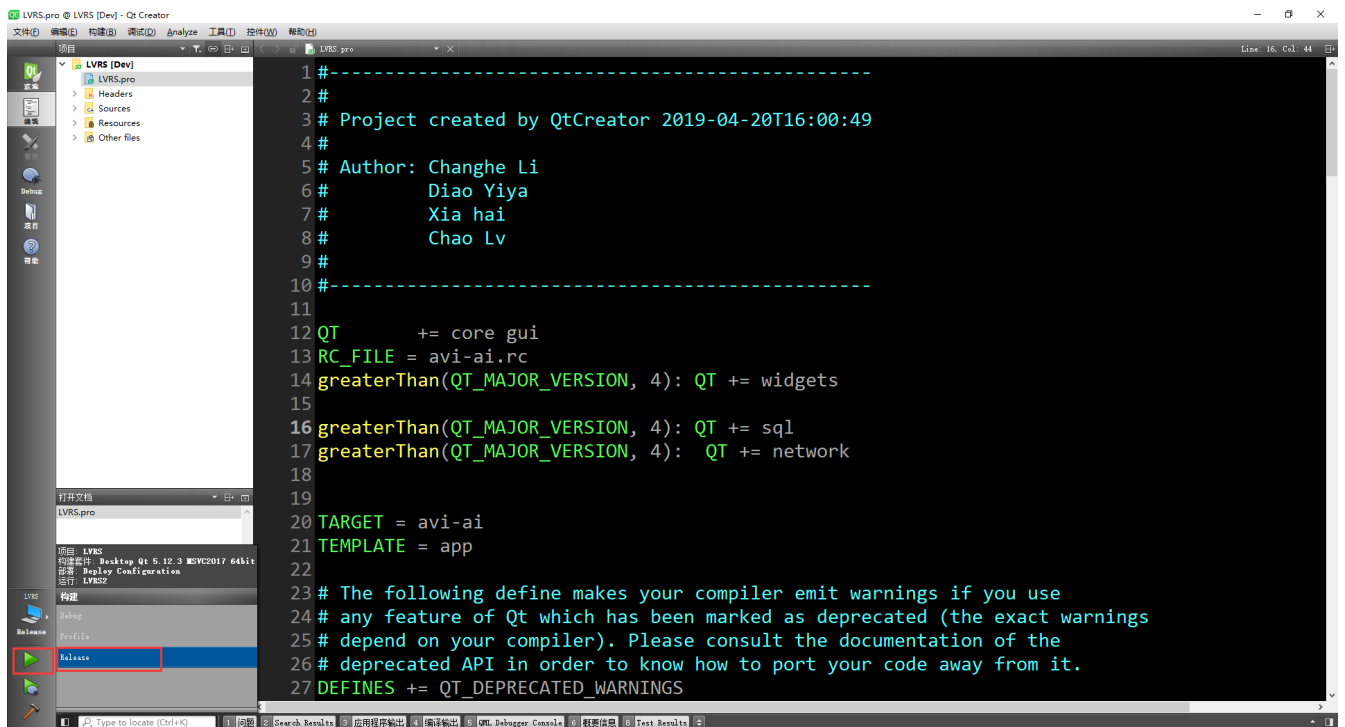 LVRS.pro @ LVRS [Dev] - Qt Creator
文件(F) 编辑(E) 构建(B) 调试(D) Analyze 工具(T) 控件(W) 帮助(H)
项目
LVRS.pro
Line: 16, Col: 44
欢迎
编辑
设计
Debug
项目
帮助
LVRS [Dev]
LVRS.pro
Headers
Sources
Resources
Other files
1 #-------------------------------------------------
2 #
3 # Project created by QtCreator 2019-04-20T16:00:49
4 #
5 # Author: Changhe Li
6 # Diao Yiya
7 # Xia hai
8 # Chao Lv
9 #
10 #-------------------------------------------------
11
12 QT += core gui
13 RC_FILE = avi-ai.rc
14 greaterThan(QT_MAJOR_VERSION, 4): QT += widgets
15
16 greaterThan(QT_MAJOR_VERSION, 4): QT += sql
17 greaterThan(QT_MAJOR_VERSION, 4): QT += network
18
19
20 TARGET = avi-ai
21 TEMPLATE = app
22
23 # The following define makes your compiler emit warnings if you use
24 # any feature of Qt which has been marked as deprecated (the exact warnings
25 # depend on your compiler). Please consult the documentation of the
26 # deprecated API in order to know how to port your code away from it.
27 DEFINES += QT_DEPRECATED_WARNINGS
打开文档
LVRS.pro
项目: LVRS
构建套件: Desktop Qt 5.12.3 MSVC2017 64bit
部署: Deploy Configuration
运行: LVRS2
LVRS
Release
构建
Debug
Profile
Release
Type to locate (Ctrl+K)
1 问题 2 Search Results 3 应用程序输出 4 编译输出 5 QML Debugger Console 6 概要信息 8 Test Results